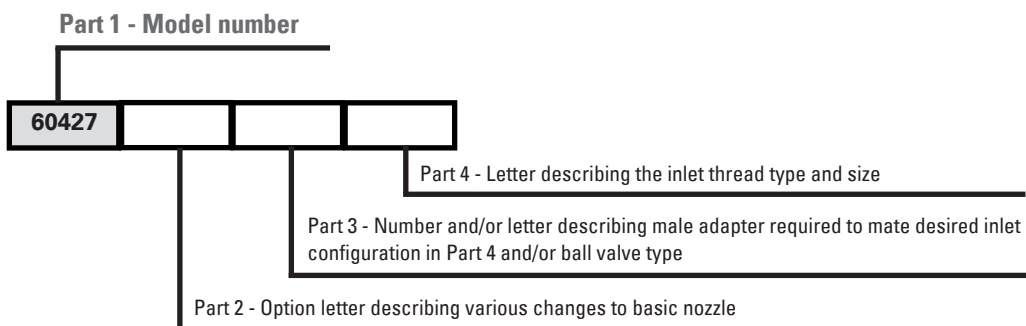 Part 1 - Model number
60427
Part 4 - Letter describing the inlet thread type and size
Part 3 - Number and/or letter describing male adapter required to mate desired inlet
configuration in Part 4 and/or ball valve type
Part 2 - Option letter describing various changes to basic nozzle